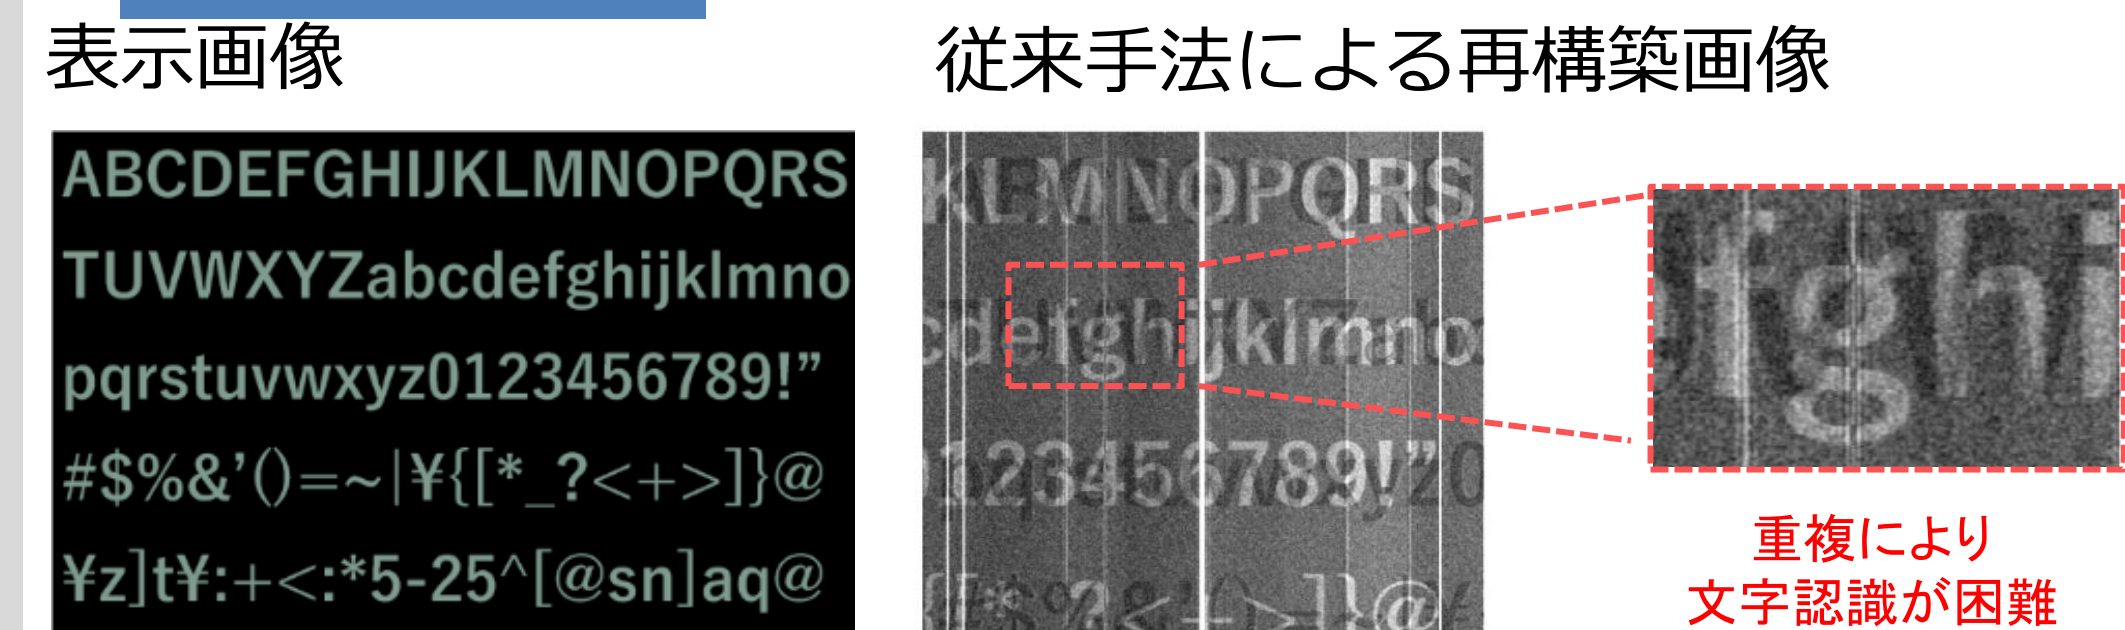 表示画像
ABCDEFGHIJKLMNOPQRS
TUVWXYZabcdefghijklmno
pqrstuvwxyz0123456789!”
#$%&’()=~|¥{[*_?<+>]}@
¥z]t¥:+<:*5-25^[@sn]aq@
従来手法による再構築画像
KLMNOPQRS
cdefghijklmno
123456789!”
{[*_?<+>]}@
fghi
重複により
文字認識が困難